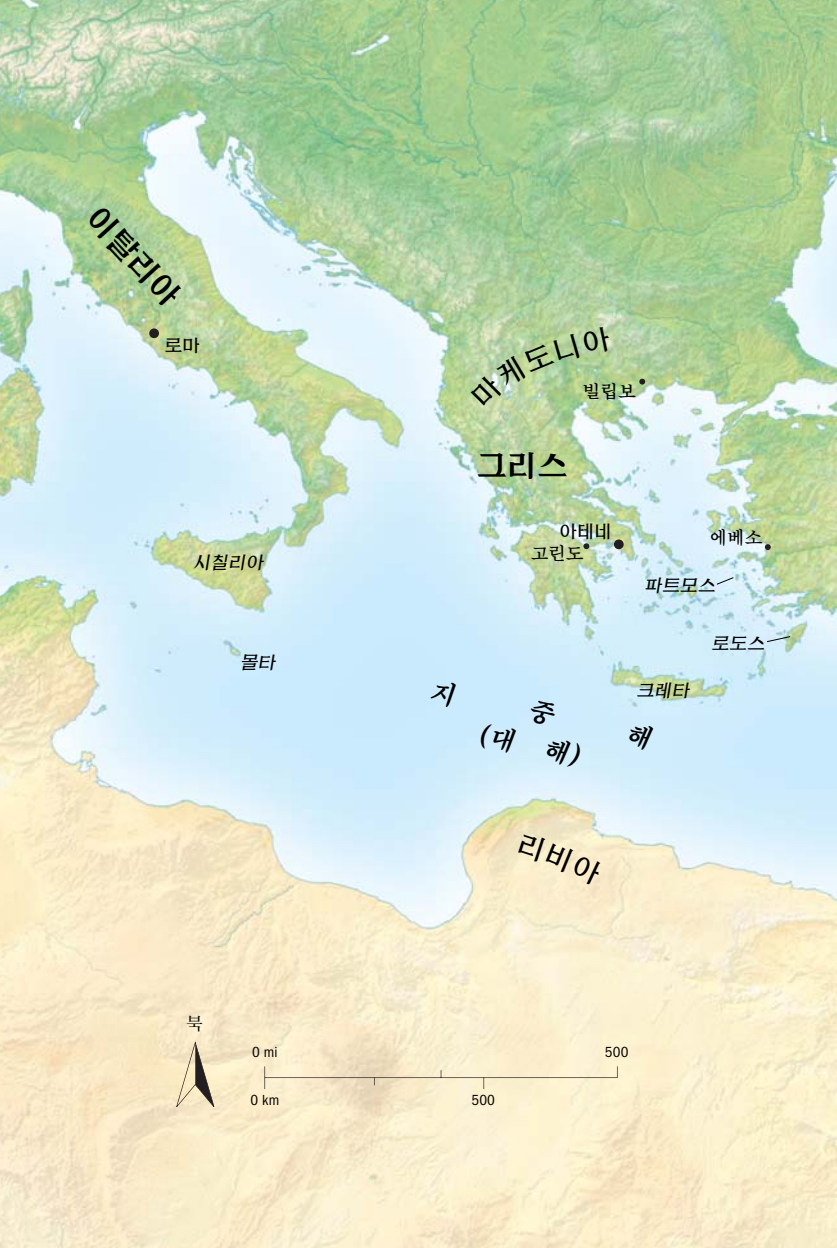 이탈리아
로마
마케도니아
빌립보
그리스
아테네
고린도
에베소
시칠리아
파트모스
로도스
몰타
크레타
지 중 해
(대 해)
리비아
북
0 mi 500
0 km 500